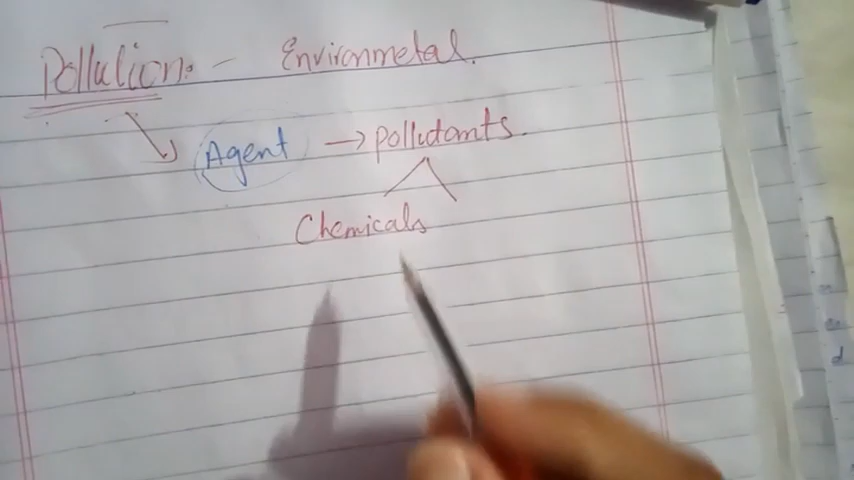 Pollution :- Environmetal.
Agent → pollutants.
Chemicals